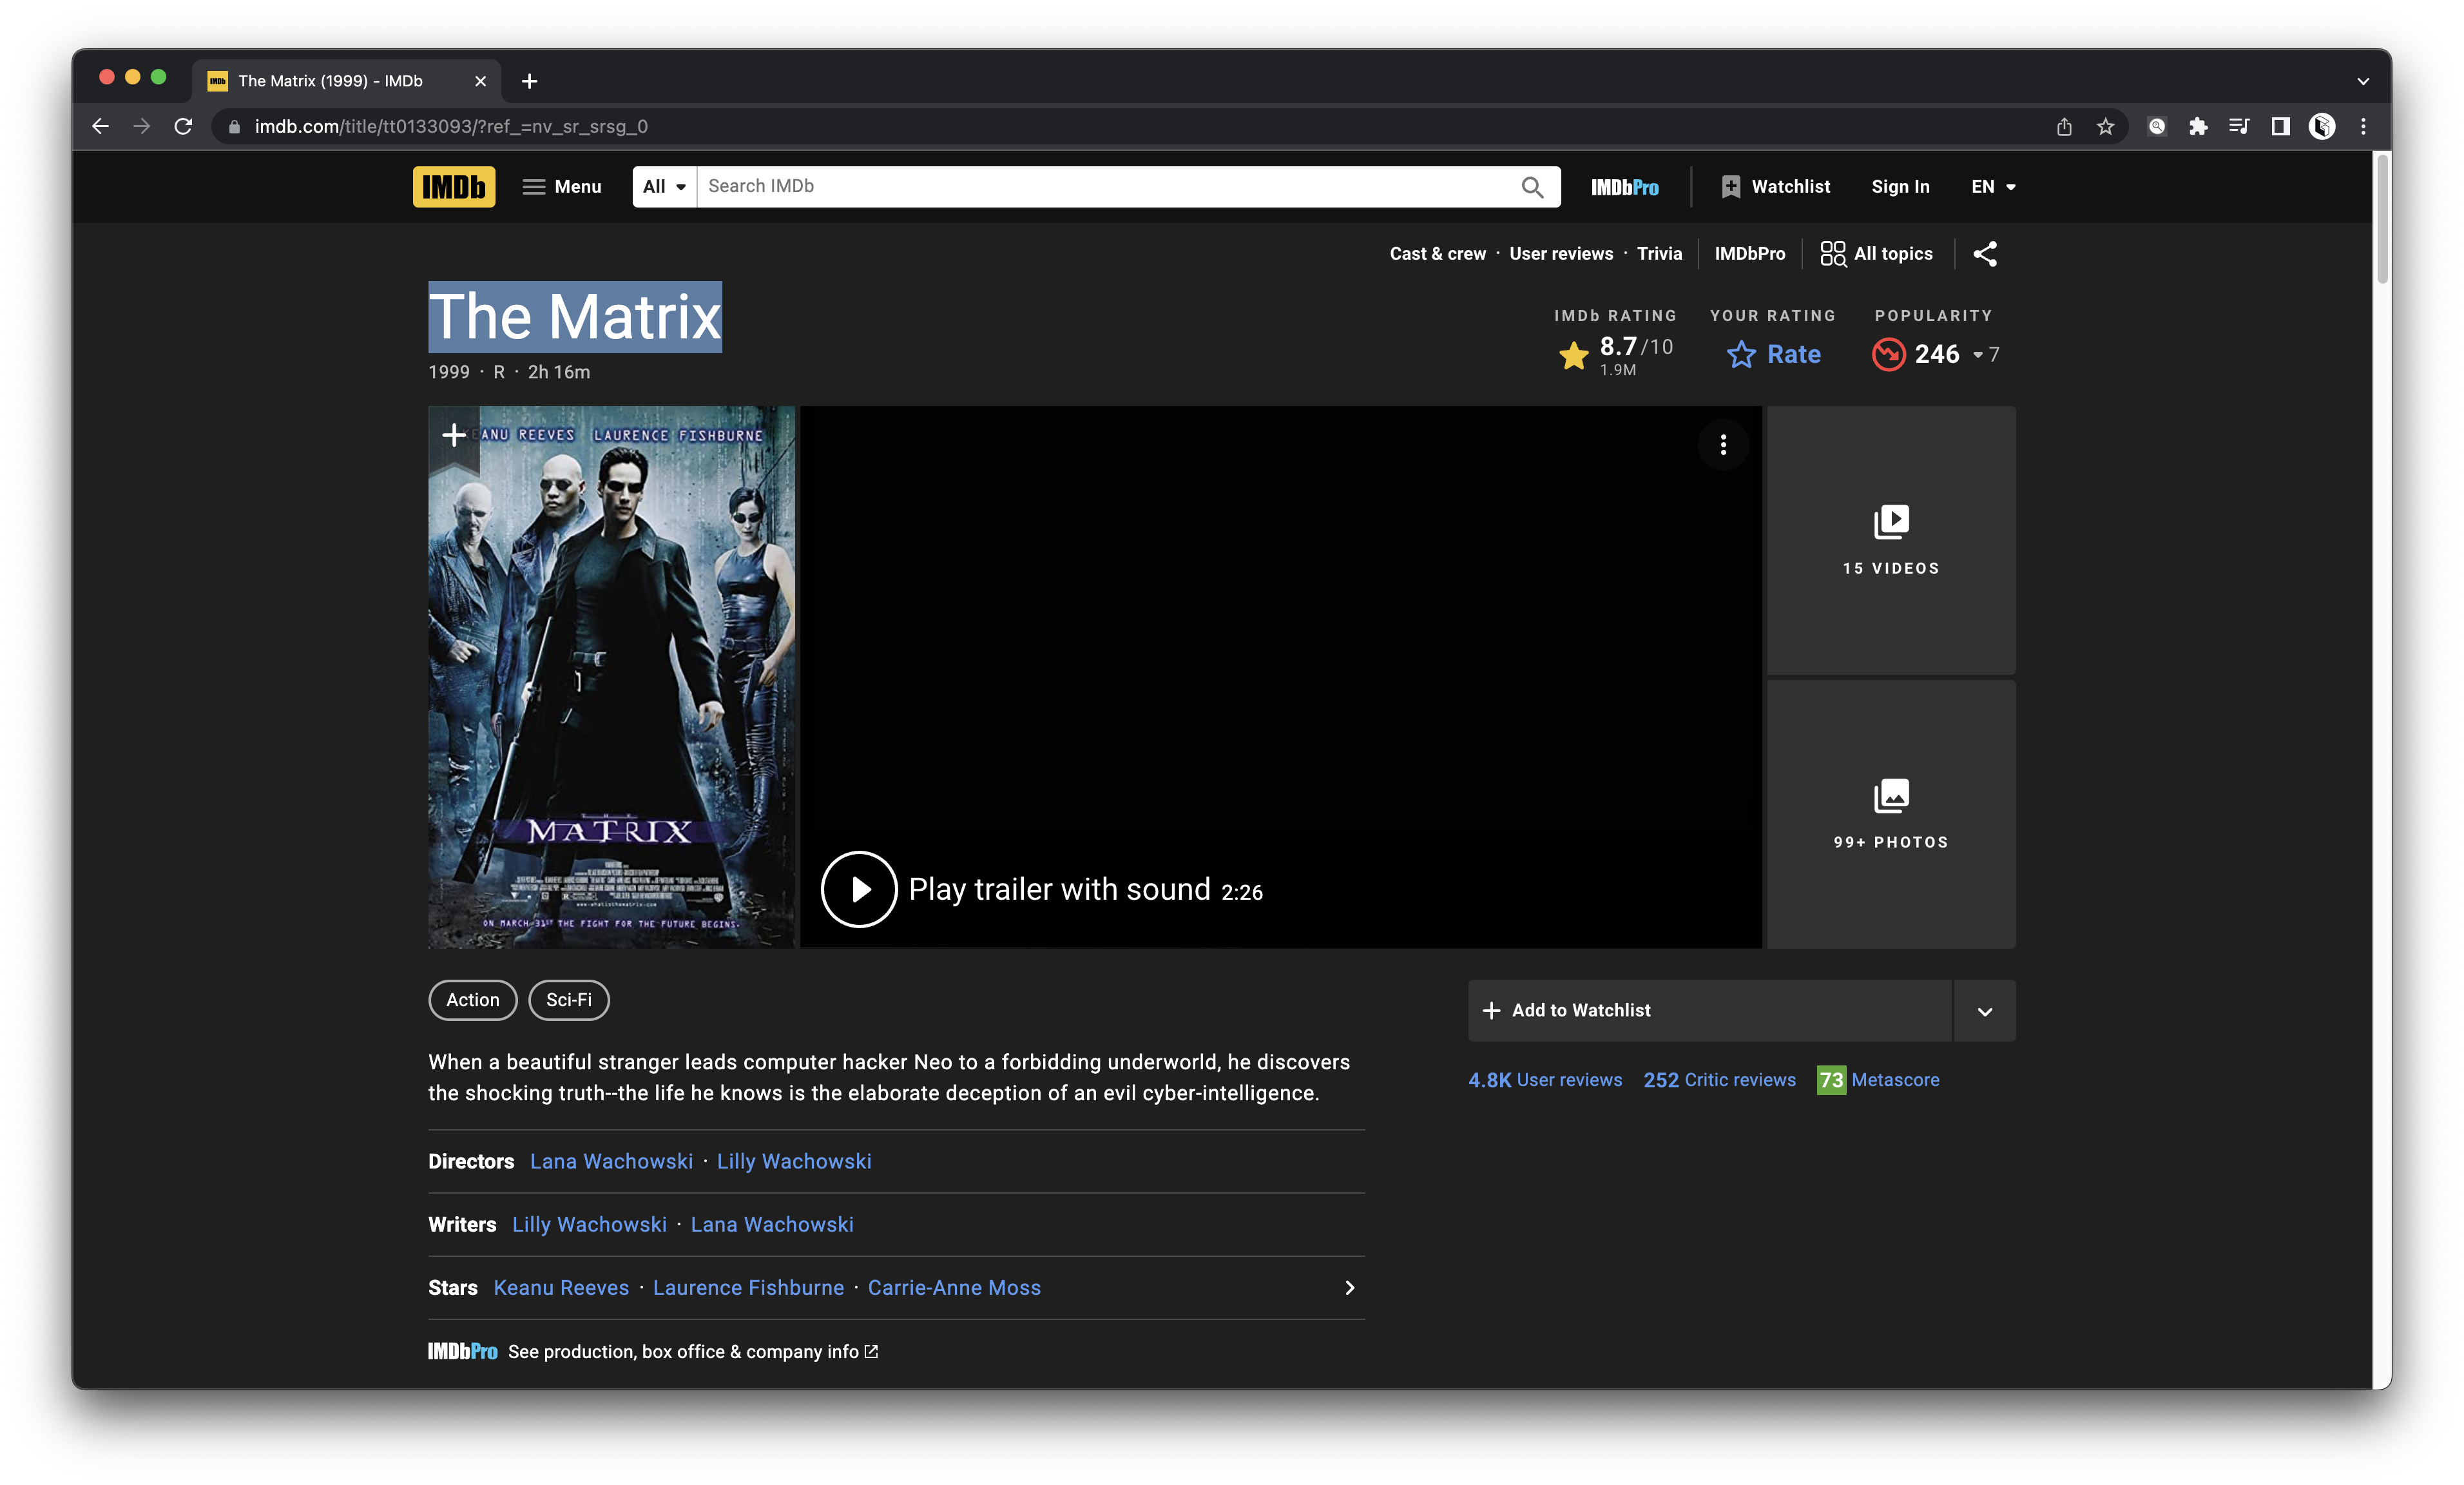 The Matrix (1999) - IMDb
imdb.com/title/tt0133093/?ref_=nv_sr_srsg_0
IMDb Menu All Search IMDb IMDbPro Watchlist Sign In EN
Cast & crew · User reviews · Trivia IMDbPro All topics
The Matrix
1999 · R · 2h 16m
IMDb RATING YOUR RATING POPULARITY
8.7/10 Rate 246 7
1.9M
KEANU REEVES LAURENCE FISHBURNE
THE
MATRIX
www.whatisthematrix.com
ON MARCH 31ST THE FIGHT FOR THE FUTURE BEGINS.
Play trailer with sound 2:26
15 VIDEOS
99+ PHOTOS
Action Sci-Fi
When a beautiful stranger leads computer hacker Neo to a forbidding underworld, he discovers
the shocking truth--the life he knows is the elaborate deception of an evil cyber-intelligence.
Directors Lana Wachowski · Lilly Wachowski
Writers Lilly Wachowski · Lana Wachowski
Stars Keanu Reeves · Laurence Fishburne · Carrie-Anne Moss
IMDbPro See production, box office & company info
+ Add to Watchlist
4.8K User reviews 252 Critic reviews 73 Metascore